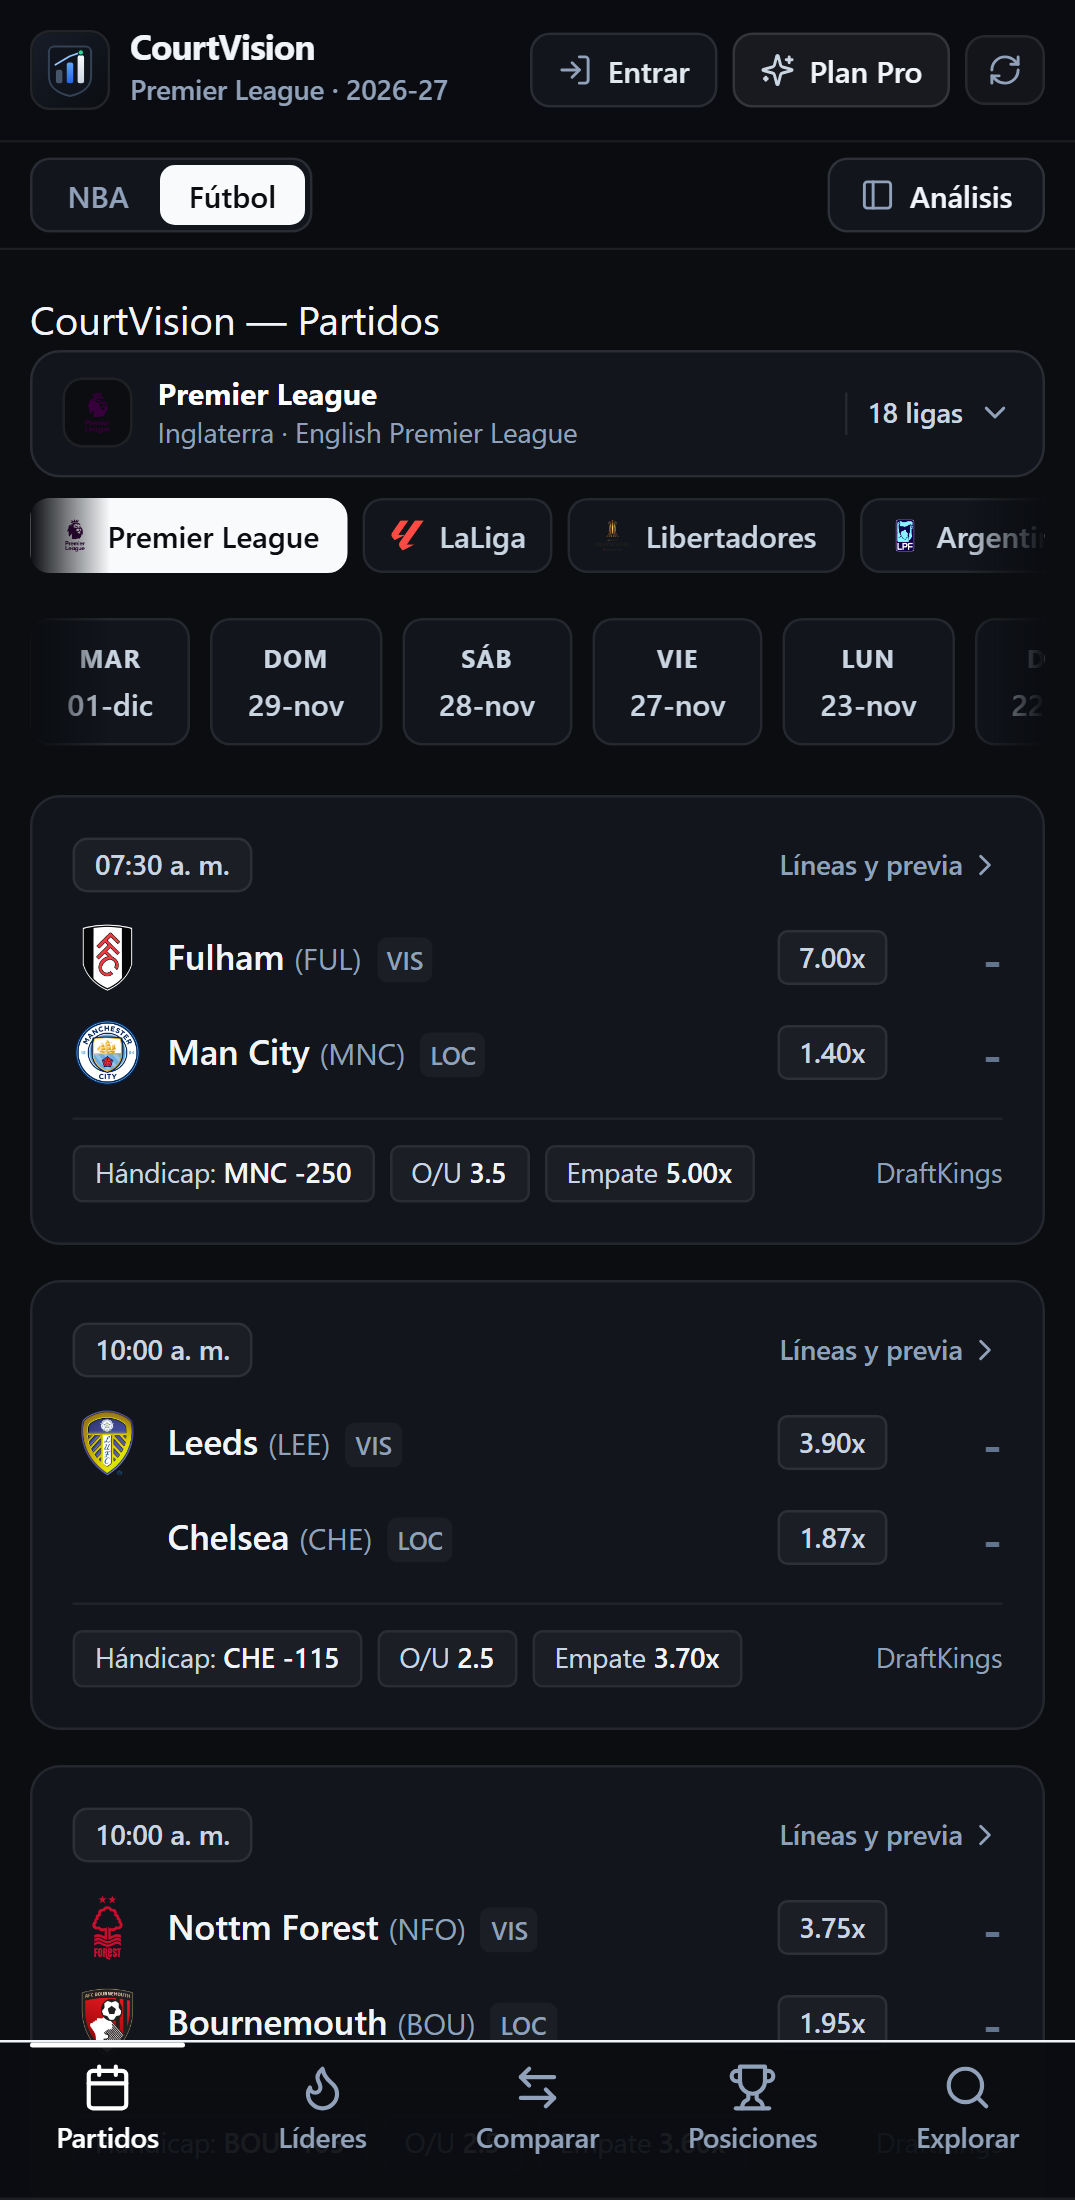 CourtVision
Premier League · 2026-27
Entrar
Plan Pro
NBA
Fútbol
Análisis
CourtVision — Partidos
Premier League
Inglaterra · English Premier League
18 ligas
Premier League
LaLiga
Libertadores
LPF
MAR
01-dic
DOM
29-nov
SÁB
28-nov
VIE
27-nov
LUN
23-nov
22
07:30 a. m.
Líneas y previa
Fulham (FUL) VIS
7.00x
-
MANCHESTER
CITY
Man City (MNC) LOC
1.40x
-
Hándicap: MNC -250
O/U 3.5
Empate 5.00x
DraftKings
10:00 a. m.
Líneas y previa
Leeds (LEE) VIS
3.90x
-
Chelsea (CHE) LOC
1.87x
-
Hándicap: CHE -115
O/U 2.5
Empate 3.70x
DraftKings
10:00 a. m.
Líneas y previa
FOREST
Nottm Forest (NFO) VIS
3.75x
-
Bournemouth (BOU) LOC
1.95x
-
Partidos
Líderes
Comparar
Posiciones
Explorar